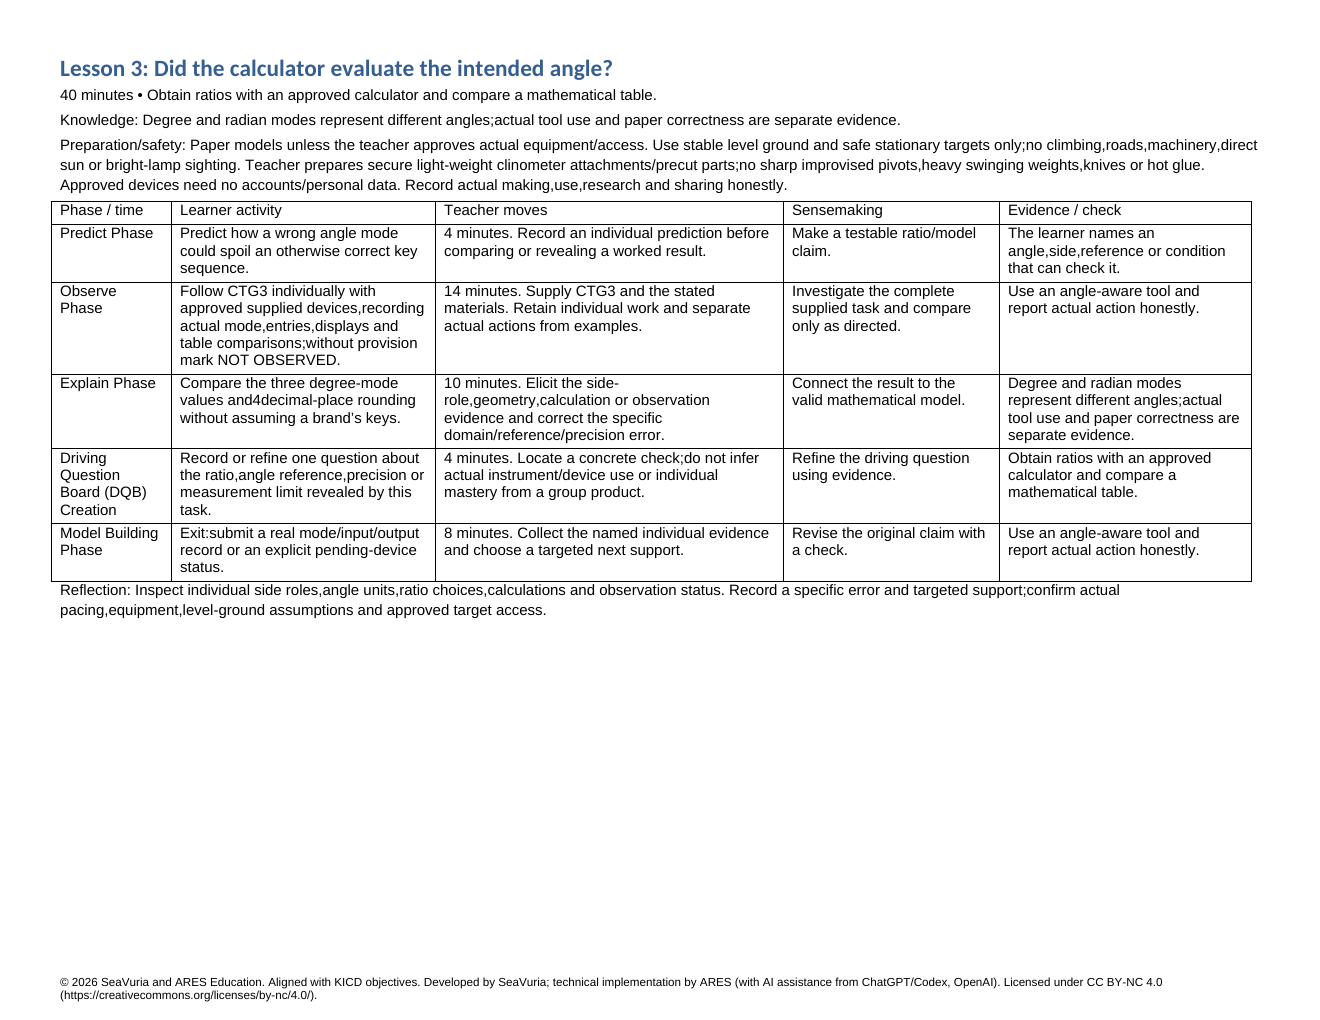 Lesson 3: Did the calculator evaluate the intended angle?
40 minutes • Obtain ratios with an approved calculator and compare a mathematical table.
Knowledge: Degree and radian modes represent different angles;actual tool use and paper correctness are separate evidence.
Preparation/safety: Paper models unless the teacher approves actual equipment/access. Use stable level ground and safe stationary targets only;no climbing,roads,machinery,direct
sun or bright-lamp sighting. Teacher prepares secure light-weight clinometer attachments/precut parts;no sharp improvised pivots,heavy swinging weights,knives or hot glue.
Approved devices need no accounts/personal data. Record actual making,use,research and sharing honestly.
Phase / time
Learner activity
Teacher moves
Sensemaking
Evidence / check
Predict Phase
Predict how a wrong angle mode
could spoil an otherwise correct key
sequence.
4 minutes. Record an individual prediction before
comparing or revealing a worked result.
Make a testable ratio/model
claim.
The learner names an
angle,side,reference or condition
that can check it.
Observe
Phase
Follow CTG3 individually with
approved supplied devices,recording
actual mode,entries,displays and
table comparisons;without provision
mark NOT OBSERVED.
14 minutes. Supply CTG3 and the stated
materials. Retain individual work and separate
actual actions from examples.
Investigate the complete
supplied task and compare
only as directed.
Use an angle-aware tool and
report actual action honestly.
Explain Phase
Compare the three degree-mode
values and4decimal-place rounding
without assuming a brand’s keys.
10 minutes. Elicit the side-
role,geometry,calculation or observation
evidence and correct the specific
domain/reference/precision error.
Connect the result to the
valid mathematical model.
Degree and radian modes
represent different angles;actual
tool use and paper correctness are
separate evidence.
Driving
Question
Board (DQB)
Creation
Record or refine one question about
the ratio,angle reference,precision or
measurement limit revealed by this
task.
4 minutes. Locate a concrete check;do not infer
actual instrument/device use or individual
mastery from a group product.
Refine the driving question
using evidence.
Obtain ratios with an approved
calculator and compare a
mathematical table.
Model Building
Phase
Exit:submit a real mode/input/output
record or an explicit pending-device
status.
8 minutes. Collect the named individual evidence
and choose a targeted next support.
Revise the original claim with
a check.
Use an angle-aware tool and
report actual action honestly.
Reflection: Inspect individual side roles,angle units,ratio choices,calculations and observation status. Record a specific error and targeted support;confirm actual
pacing,equipment,level-ground assumptions and approved target access.
© 2026 SeaVuria and ARES Education. Aligned with KICD objectives. Developed by SeaVuria; technical implementation by ARES (with AI assistance from ChatGPT/Codex, OpenAI). Licensed under CC BY-NC 4.0
(https://creativecommons.org/licenses/by-nc/4.0/).